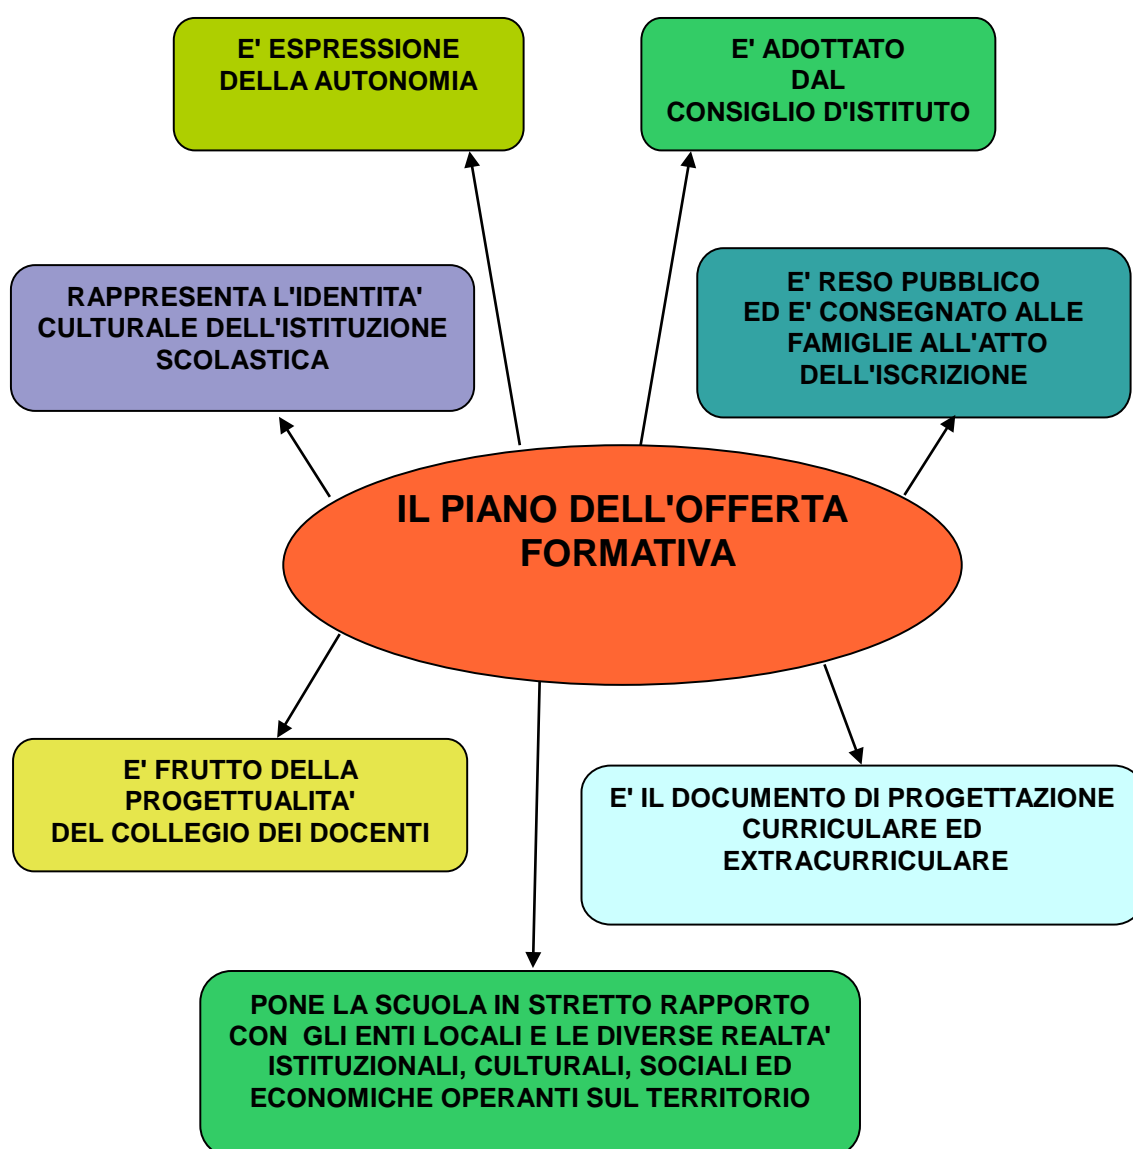 E' ESPRESSIONE
DELLA AUTONOMIA
E' ADOTTATO
DAL
CONSIGLIO D'ISTITUTO
RAPPRESENTA L'IDENTITA'
CULTURALE DELL'ISTITUZIONE
SCOLASTICA
E' RESO PUBBLICO
ED E' CONSEGNATO ALLE
FAMIGLIE ALL'ATTO
DELL'ISCRIZIONE
IL PIANO DELL'OFFERTA
FORMATIVA
E' FRUTTO DELLA
PROGETTUALITA'
DEL COLLEGIO DEI DOCENTI
E' IL DOCUMENTO DI PROGETTAZIONE
CURRICULARE ED
EXTRACURRICULARE
PONE LA SCUOLA IN STRETTO RAPPORTO
CON  GLI ENTI LOCALI E LE DIVERSE REALTA'
ISTITUZIONALI, CULTURALI, SOCIALI ED
ECONOMICHE OPERANTI SUL TERRITORIO